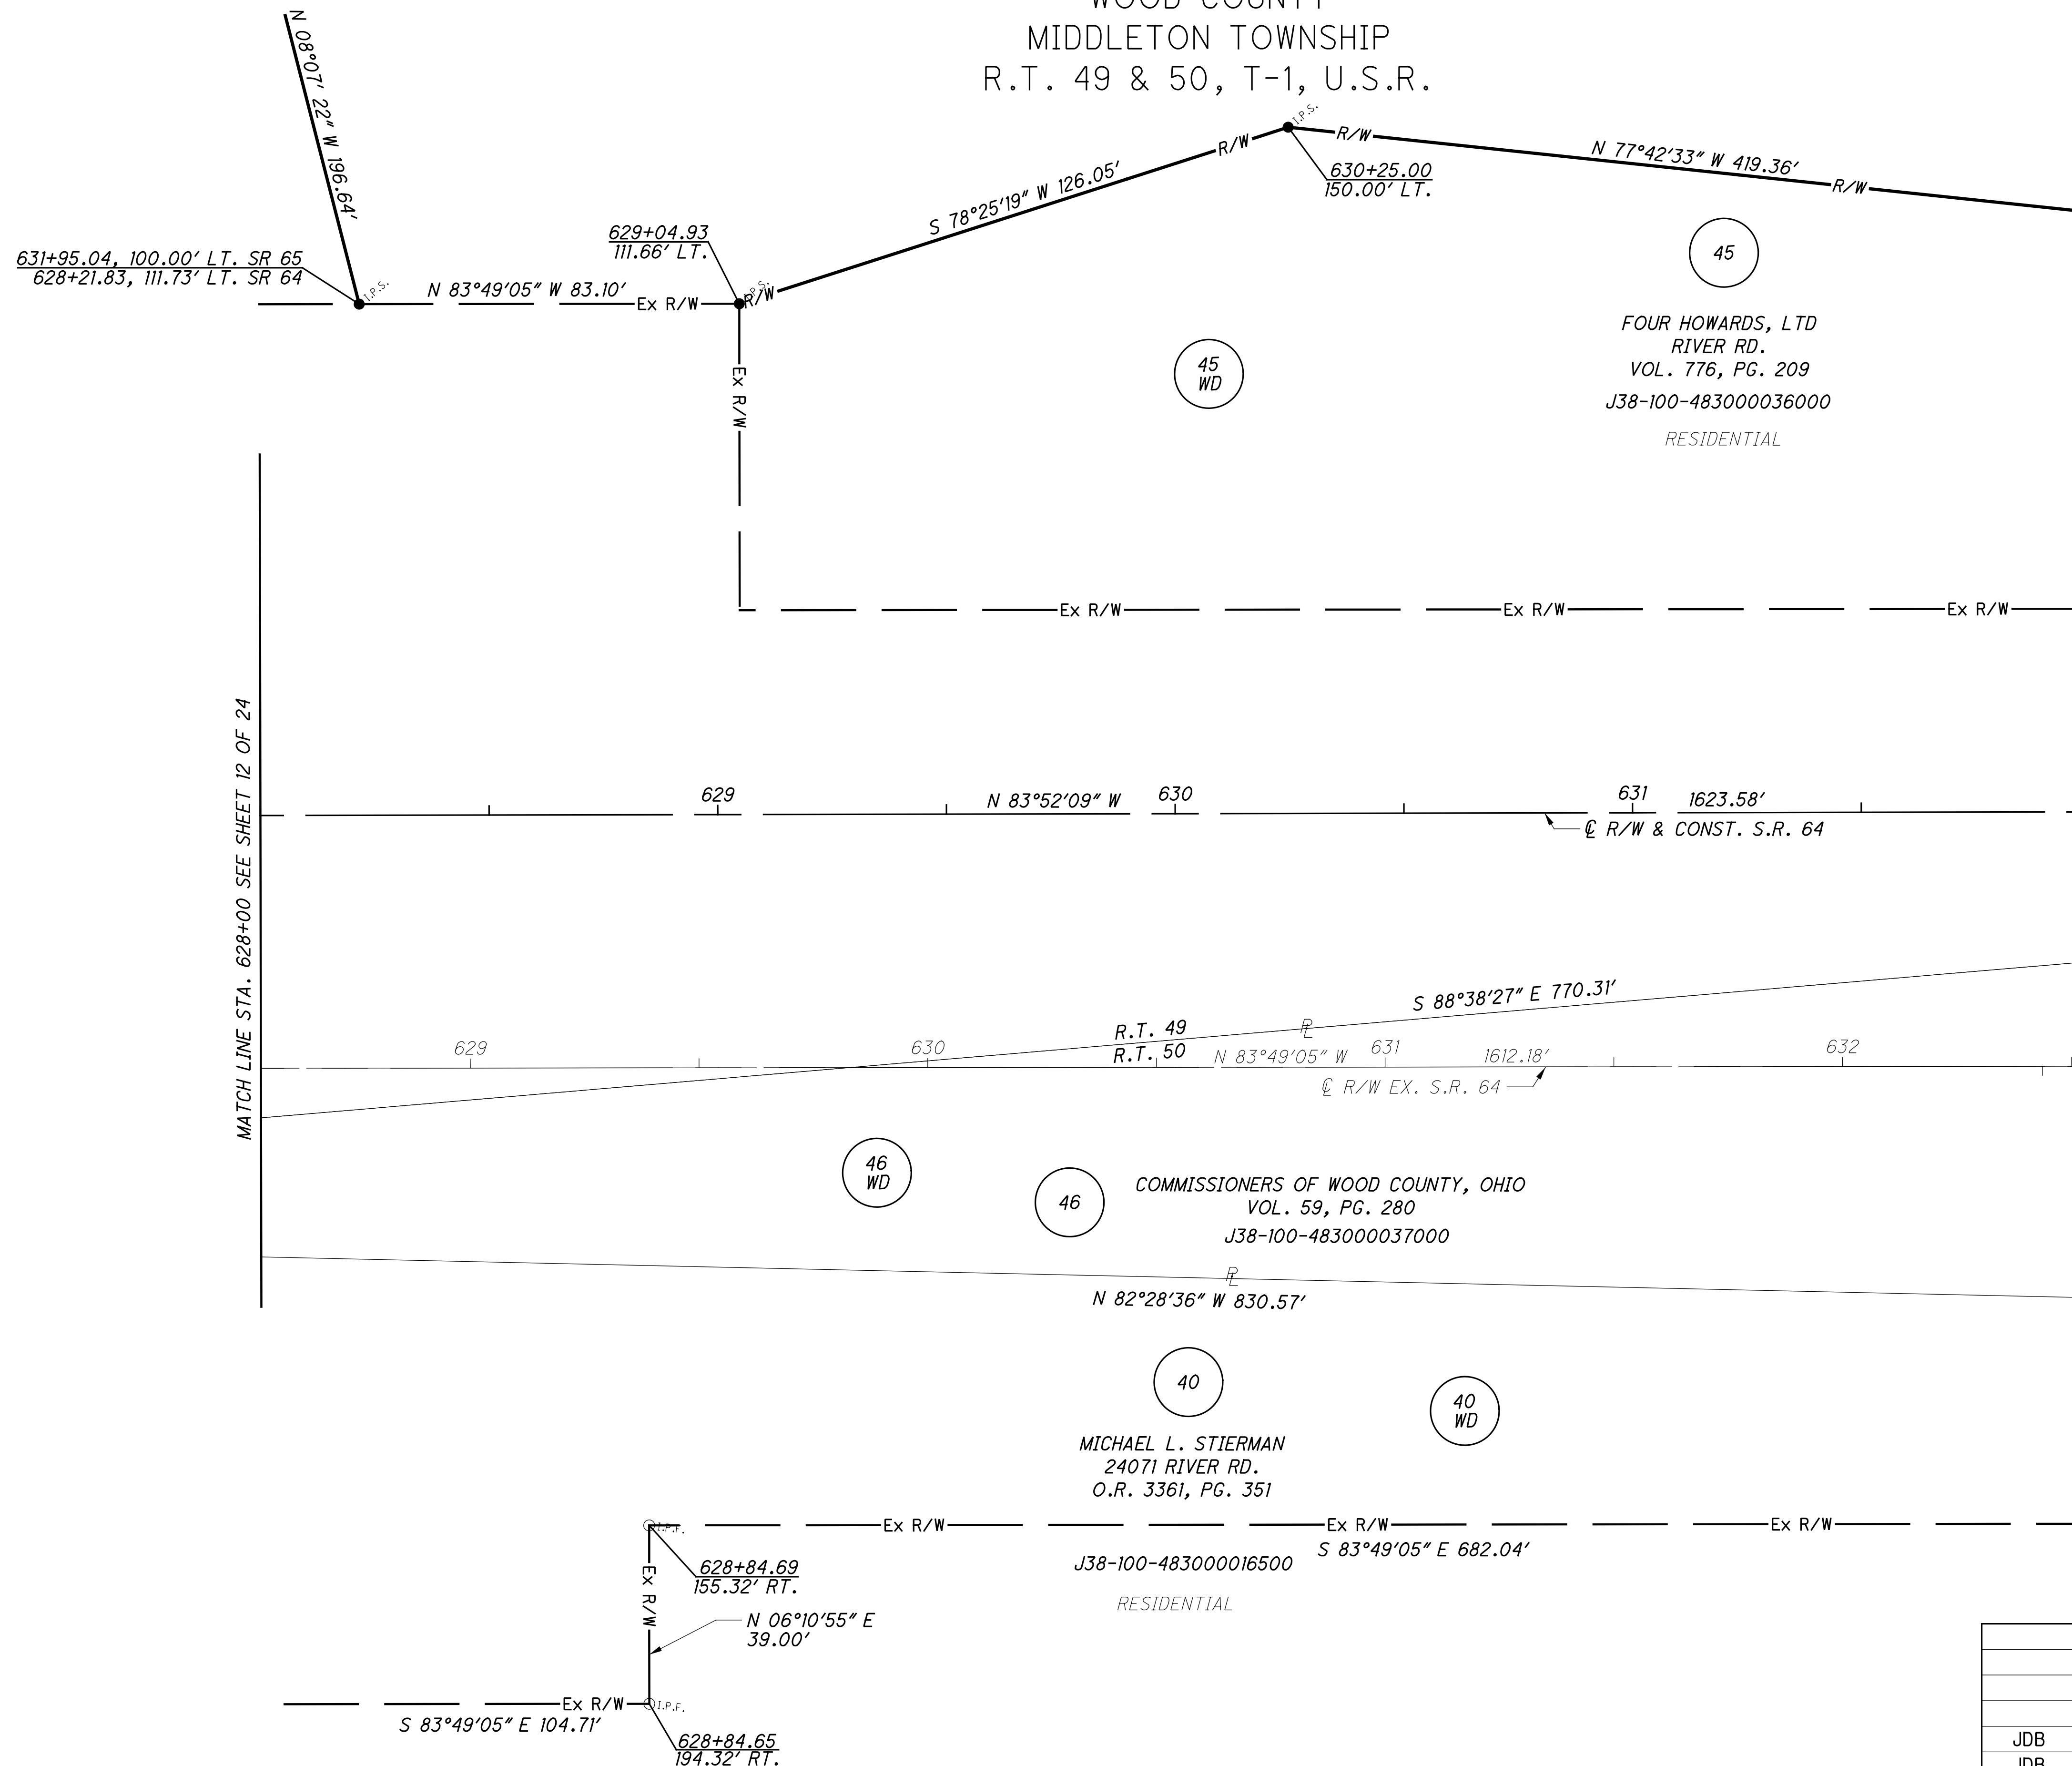 WOOD COUNTY
MIDDLETON TOWNSHIP
R.T. 49 & 50, T-1, U.S.R.
N 08°07' 22" W 196.64'
I.P.S.
R/W
R/W
N 77°42'33" W 419.36'
R/W
S 78°25'19" W 126.05'
630+25.00
150.00' LT.
629+04.93
111.66' LT.
631+95.04, 100.00' LT. SR 65
628+21.83, 111.73' LT. SR 64
I.P.S.
N 83°49'05" W 83.10'
Ex R/W
I.P.S.
R/W
45
FOUR HOWARDS, LTD
RIVER RD.
VOL. 776, PG. 209
J38-100-483000036000
RESIDENTIAL
45
WD
Ex R/W
Ex R/W
Ex R/W
Ex R/W
MATCH LINE STA. 628+00 SEE SHEET 12 OF 24
629
N 83°52'09" W
630
631
1623.58'
℄ R/W & CONST. S.R. 64
S 88°38'27" E 770.31'
R.T. 49
PL
R.T. 50
629
630
N 83°49'05" W
631
1612.18'
632
℄ R/W EX. S.R. 64
46
WD
46
COMMISSIONERS OF WOOD COUNTY, OHIO
VOL. 59, PG. 280
J38-100-483000037000
PL
N 82°28'36" W 830.57'
40
40
WD
MICHAEL L. STIERMAN
24071 RIVER RD.
O.R. 3361, PG. 351
I.P.F.
Ex R/W
Ex R/W
Ex R/W
S 83°49'05" E 682.04'
J38-100-483000016500
RESIDENTIAL
628+84.69
155.32' RT.
Ex R/W
N 06°10'55" E
39.00'
Ex R/W
I.P.F.
S 83°49'05" E 104.71'
628+84.65
194.32' RT.
JDB
JDB